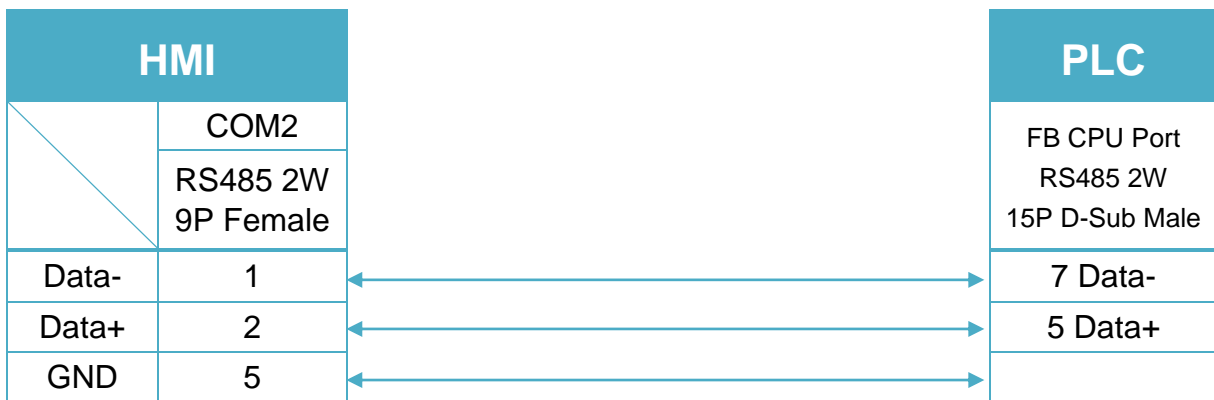 HMI PLC
COM2
RS485 2W
9P Female
FB CPU Port
RS485 2W
15P D-Sub Male
Data- 1 7 Data-
Data+ 2 5 Data+
GND 5